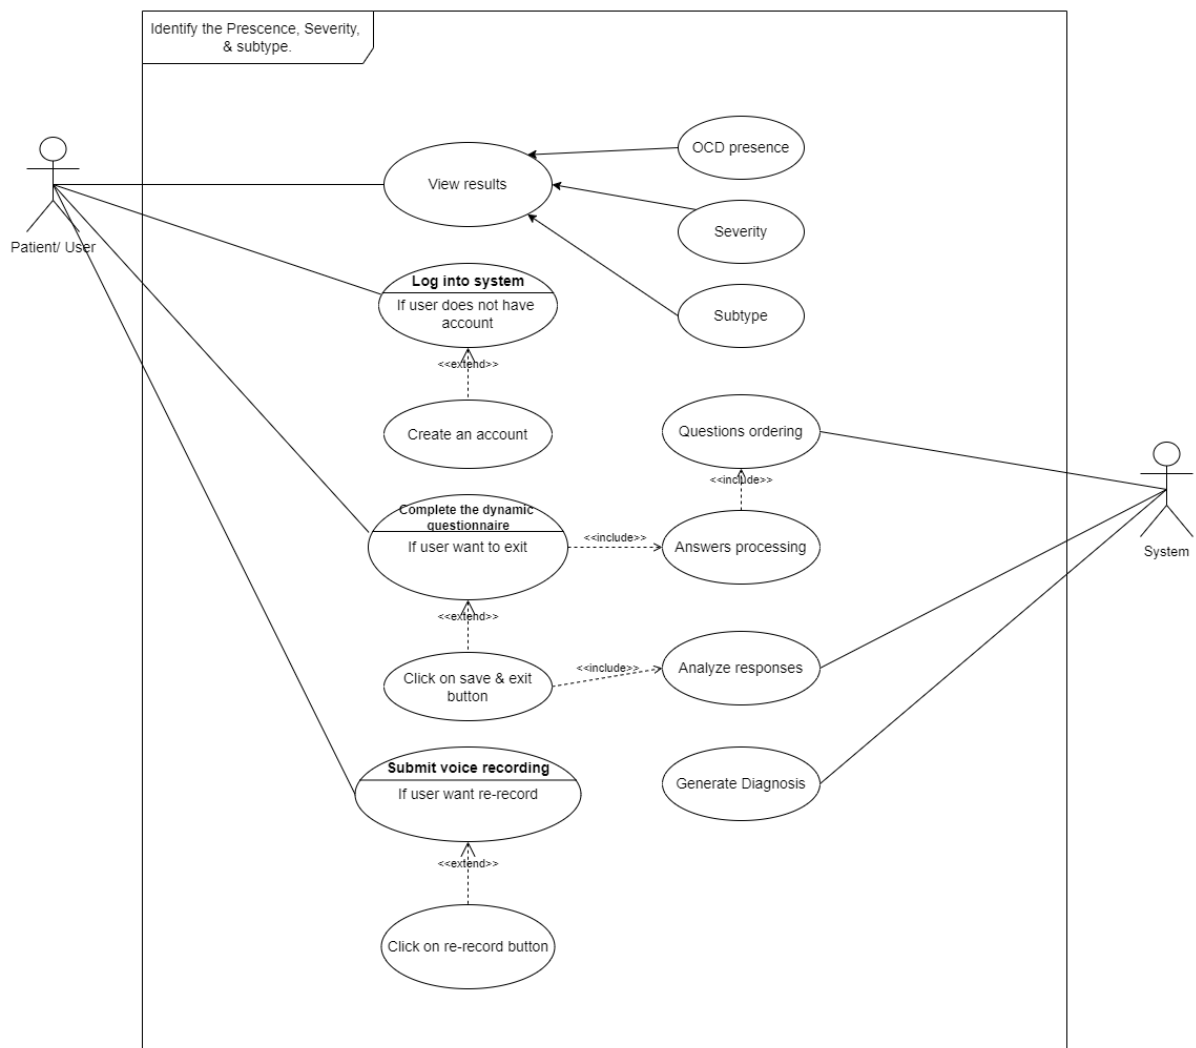 Identify the Prescence, Severity,
& subtype.
OCD presence
View results
Severity
Patient/ User
Log into system
If user does not have
account
Subtype
<<extend>>
Create an account
Questions ordering
<<include>>
Complete the dynamic
questionnaire
If user want to exit
<<include>>
Answers processing
System
<<extend>>
Click on save & exit
button
<<include>>
Analyze responses
Submit voice recording
If user want re-record
Generate Diagnosis
<<extend>>
Click on re-record button